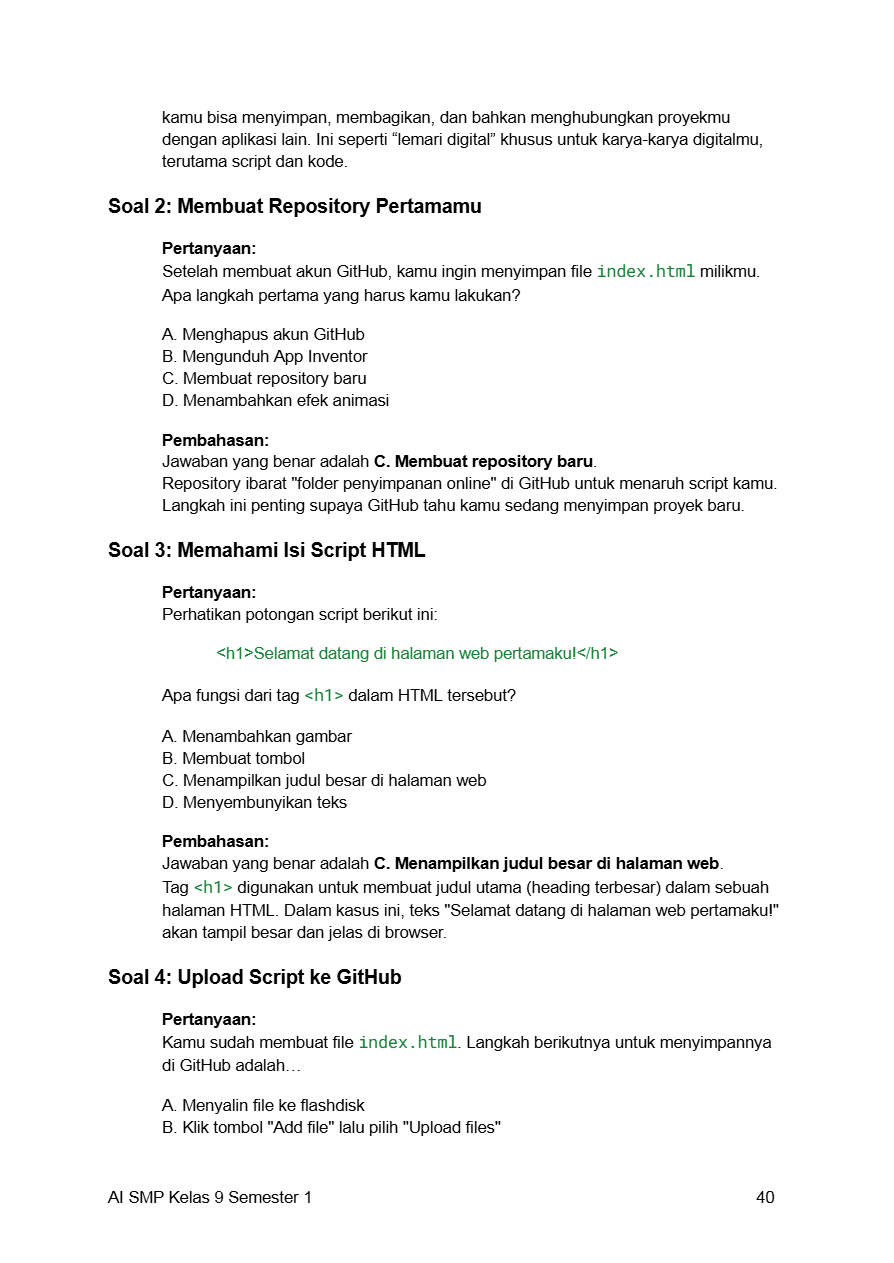 kamu bisa menyimpan, membagikan, dan bahkan menghubungkan proyekmu
dengan aplikasi lain. Ini seperti “lemari digital” khusus untuk karya-karya digitalmu,
terutama script dan kode.
Soal 2: Membuat Repository Pertamamu
Pertanyaan:
Setelah membuat akun GitHub, kamu ingin menyimpan file index.html milikmu.
Apa langkah pertama yang harus kamu lakukan?
A. Menghapus akun GitHub
B. Mengunduh App Inventor
C. Membuat repository baru
D. Menambahkan efek animasi
Pembahasan:
Jawaban yang benar adalah C. Membuat repository baru.
Repository ibarat "folder penyimpanan online" di GitHub untuk menaruh script kamu.
Langkah ini penting supaya GitHub tahu kamu sedang menyimpan proyek baru.
Soal 3: Memahami Isi Script HTML
Pertanyaan:
Perhatikan potongan script berikut ini:
<h1>Selamat datang di halaman web pertamaku!</h1>
Apa fungsi dari tag <h1> dalam HTML tersebut?
A. Menambahkan gambar
B. Membuat tombol
C. Menampilkan judul besar di halaman web
D. Menyembunyikan teks
Pembahasan:
Jawaban yang benar adalah C. Menampilkan judul besar di halaman web.
Tag <h1> digunakan untuk membuat judul utama (heading terbesar) dalam sebuah
halaman HTML. Dalam kasus ini, teks "Selamat datang di halaman web pertamaku!"
akan tampil besar dan jelas di browser.
Soal 4: Upload Script ke GitHub
Pertanyaan:
Kamu sudah membuat file index.html. Langkah berikutnya untuk menyimpannya
di GitHub adalah…
A. Menyalin file ke flashdisk
B. Klik tombol "Add file" lalu pilih "Upload files"
AI SMP Kelas 9 Semester 1 40